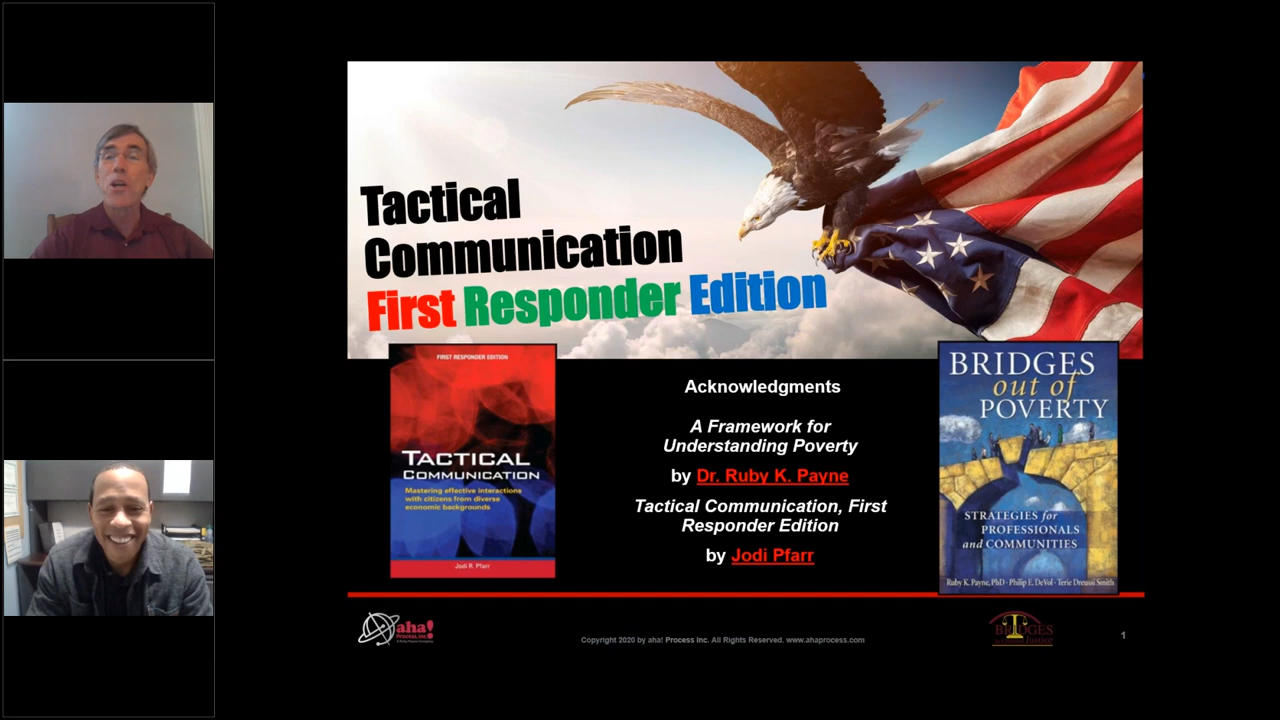 Tactical
Communication
First Responder Edition
FIRST RESPONDER EDITION
TACTICAL
COMMUNICATION
Mastering effective interactions
with citizens from diverse
economic backgrounds
Jodi R. Pfarr
Acknowledgments
A Framework for
Understanding Poverty
by Dr. Ruby K. Payne
Tactical Communication, First
Responder Edition
by Jodi Pfarr
BRIDGES
out of
POVERTY
STRATEGIES for
PROFESSIONALS
and COMMUNITIES
Ruby K. Payne, PhD · Philip E. DeVol · Terie Dreussi Smith
aha!
Process, Inc.
Copyright 2020 by aha! Process Inc. All Rights Reserved. www.ahaprocess.com
BRIDGES
Justice
1